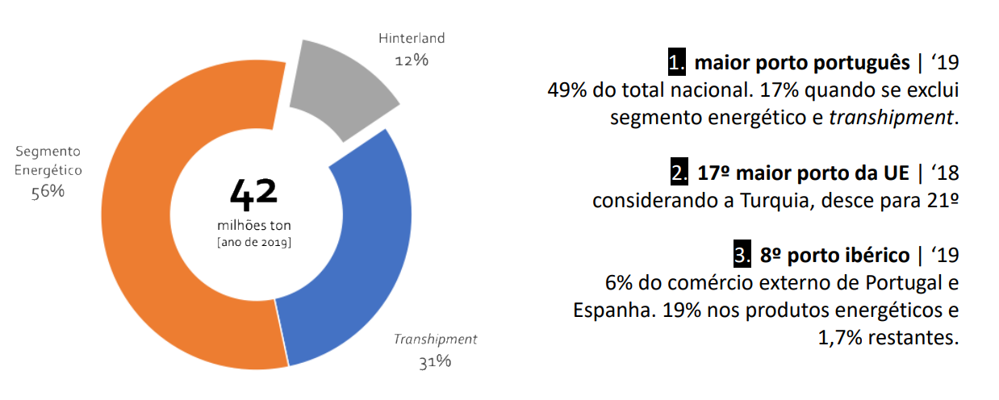 Hinterland
12%
Segmento
Energético
56%
42
milhões ton
[ano de 2019]
Transhipment
31%
1. maior porto português | ‘19
49% do total nacional. 17% quando se exclui
segmento energético e transhipment.
2. 17º maior porto da UE | ‘18
considerando a Turquia, desce para 21º
3. 8º porto ibérico | ‘19
6% do comércio externo de Portugal e
Espanha. 19% nos produtos energéticos e
1,7% restantes.